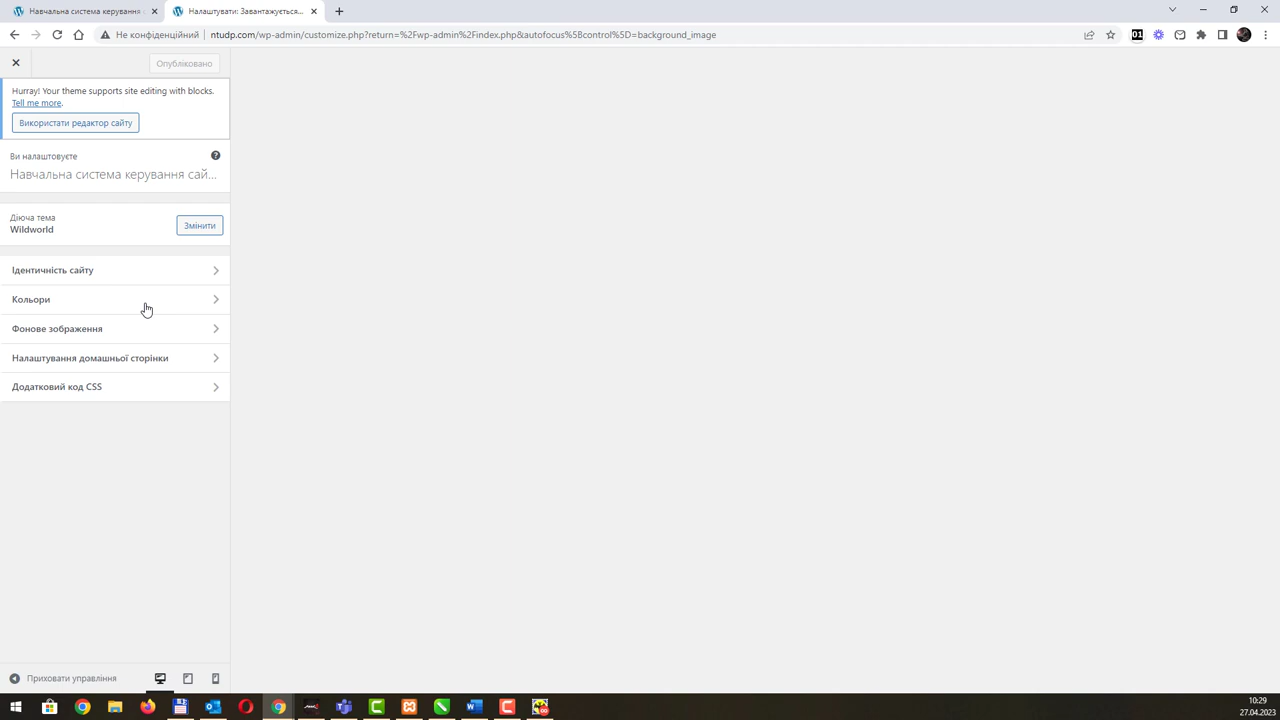 Навчальна система керування
Налаштувати: Завантажується...
Не конфіденційний
ntudp.com/wp-admin/customize.php?return=%2Fwp-admin%2Findex.php&autofocus%5Bcontrol%5D=background_image
01
Опубліковано
Hurray! Your theme supports site editing with blocks.
Tell me more.
Використати редактор сайту
Ви налаштовуєте
Навчальна система керування сай...
Діюча тема
Wildworld
Змінити
Ідентичність сайту
Кольори
Фонове зображення
Налаштування домашньої сторінки
Додатковий код CSS
Приховати управління
10:29
27.04.2023